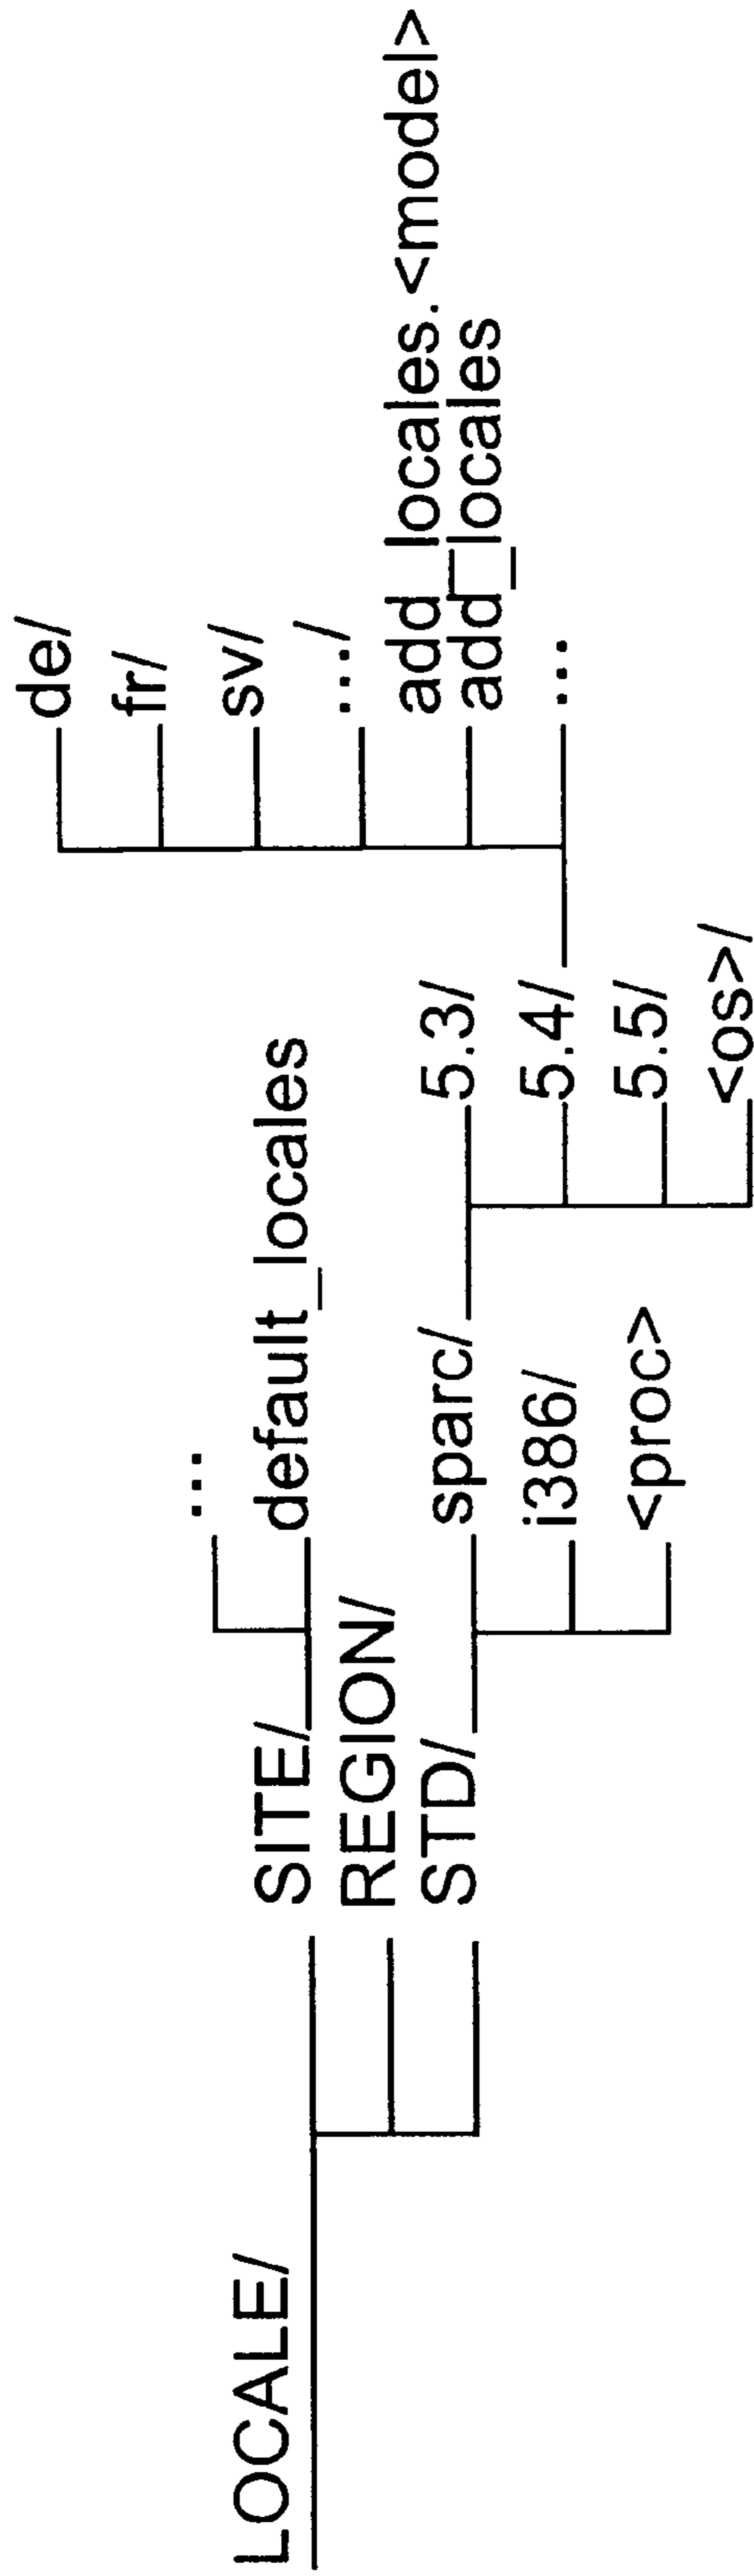 LOCALE/
SITE/
REGION/
STD/
...
default_locales
sparc/
i386/
<proc>
5.3/
5.4/
5.5/
<os>/
de/
fr/
sv/
.../
add_locales.<model>
add_locales
...